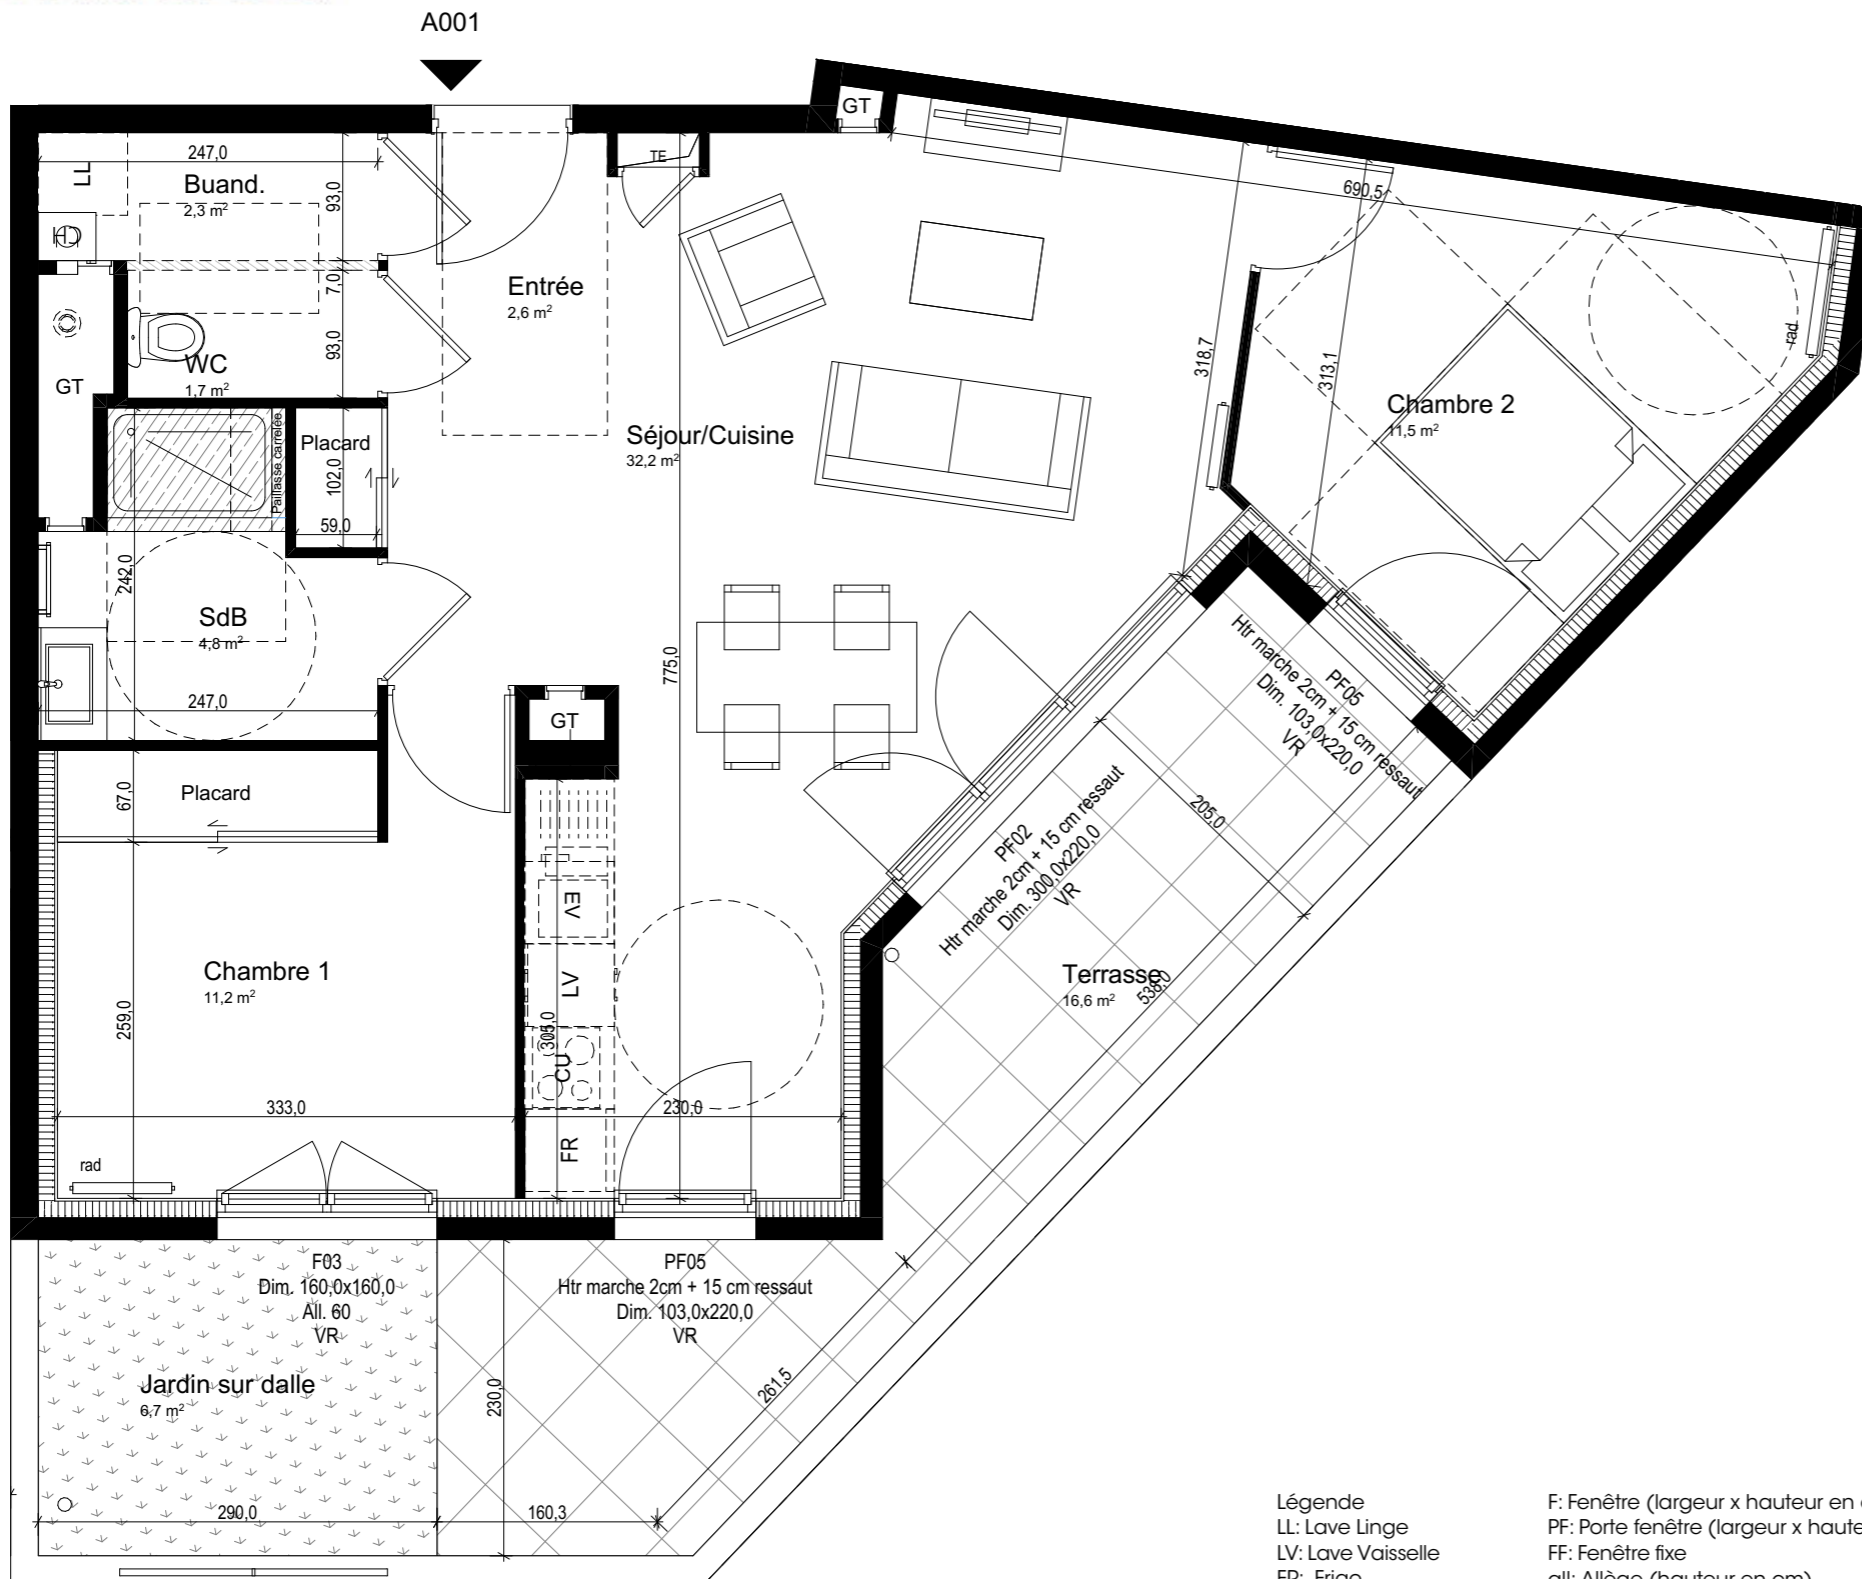 A001
GT
TE
LL
247,0
Buand.
2,3 m²
93,0
690,5
CH
7,0
Entrée
2,6 m²
93,0
WC
1,7 m²
GT
rad
318,7
313,1
Chambre 2
11,5 m²
Séjour/Cuisine
32,2 m²
Placard
102,0
59,0
Paillasse carrelée
242,0
SdB
4,8 m²
247,0
775,0
GT
PF05
Htr marche 2cm + 15 cm ressaut
Dim. 103,0x220,0
VR
205,0
67,0
Placard
PF02
Htr marche 2cm + 15 cm ressaut
Dim. 300,0x220,0
VR
EV
LV
305,0
CU
FR
Chambre 1
11,2 m²
259,0
Terrasse
16,6 m²
538,0
333,0
230,0
rad
F03
Dim. 160,0x160,0
All. 60
VR
PF05
Htr marche 2cm + 15 cm ressaut
Dim. 103,0x220,0
VR
Jardin sur dalle
6,7 m²
230,0
261,5
290,0
160,3
Légende
LL: Lave Linge
LV: Lave Vaisselle
FR: Frigo
F: Fenêtre (largeur x hauteur en
PF: Porte fenêtre (largeur x haute
FF: Fenêtre fixe
all: Allège (hauteur en cm)